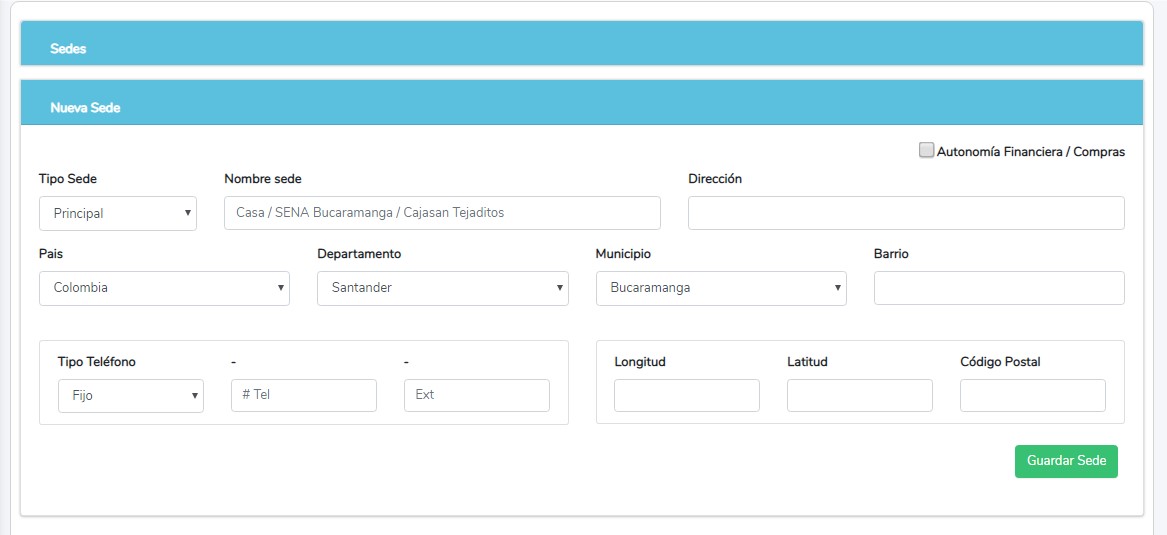 Sedes
Nueva Sede
Autonomía Financiera / Compras
Tipo Sede Nombre sede Dirección
Principal Casa / SENA Bucaramanga / Cajasan Tejaditos
Pais Departamento Municipio Barrio
Colombia Santander Bucaramanga
Tipo Teléfono - - Longitud Latitud Código Postal
Fijo # Tel Ext
Guardar Sede